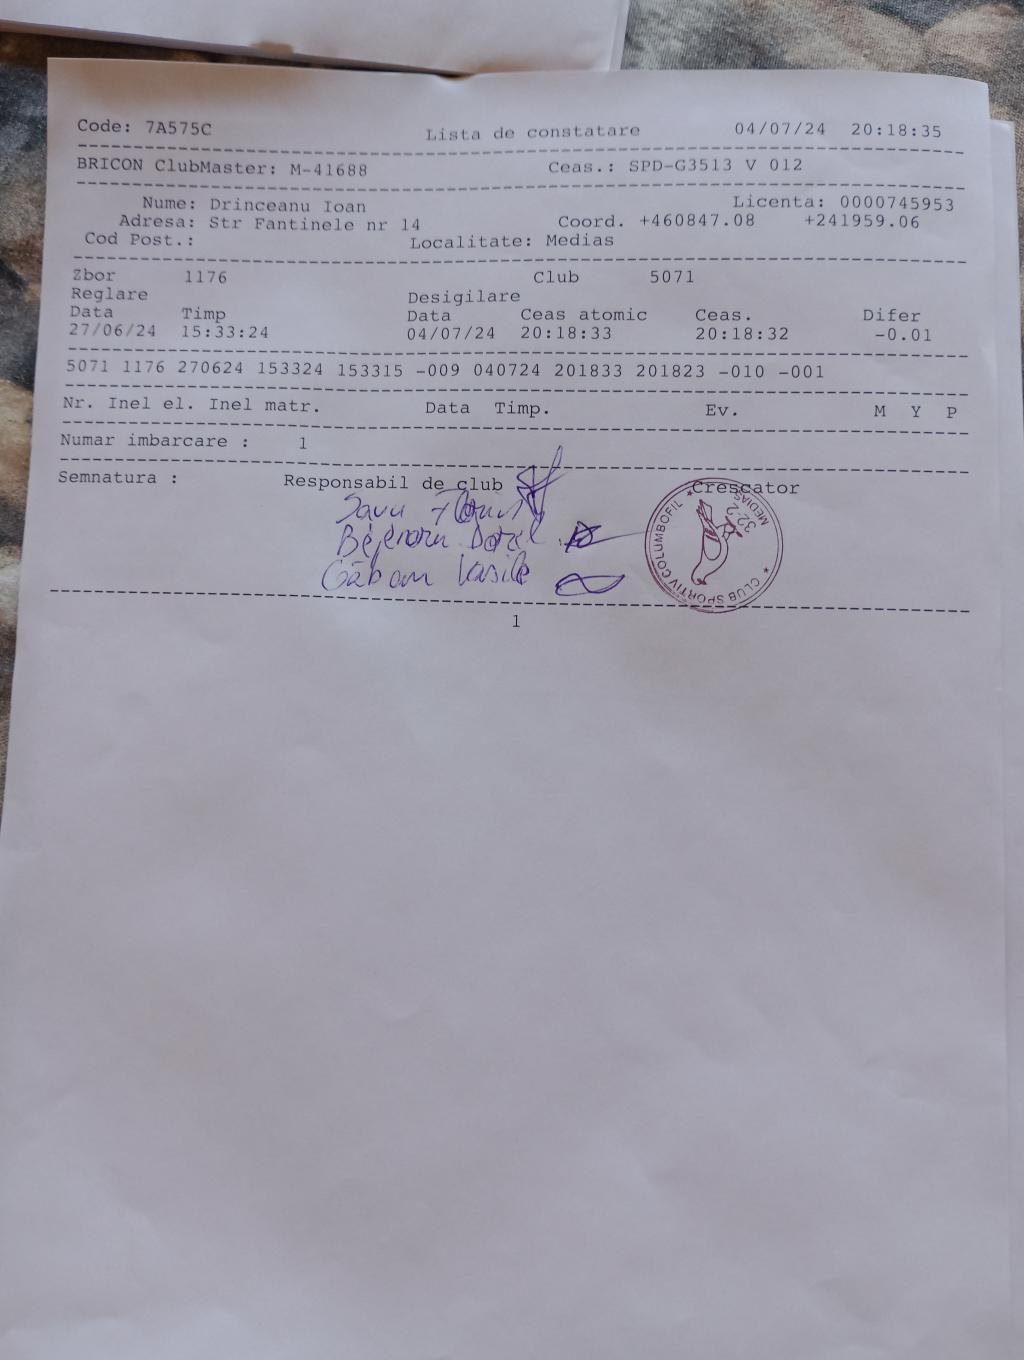 Code: 7A575C Lista de constatare 04/07/24 20:18:35
BRICON ClubMaster: M-41688 Ceas.: SPD-G3513 V 012
Nume: Drinceanu Ioan Licenta: 0000745953
Adresa: Str Fantinele nr 14 Coord. +460847.08 +241959.06
Cod Post.: Localitate: Medias
Zbor 1176 Club 5071
Reglare Desigilare
Data Timp Data Ceas atomic Ceas. Difer
27/06/24 15:33:24 04/07/24 20:18:33 20:18:32 -0.01
5071 1176 270624 153324 153315 -009 040724 201833 201823 -010 -001
Nr. Inel el. Inel matr. Data Timp. Ev. M Y P
Numar imbarcare : 1
Semnatura : Responsabil de club Crescator
Savu
Vasile
CLUB SPORTIV COLUMBOFIL
MEDIAS
1